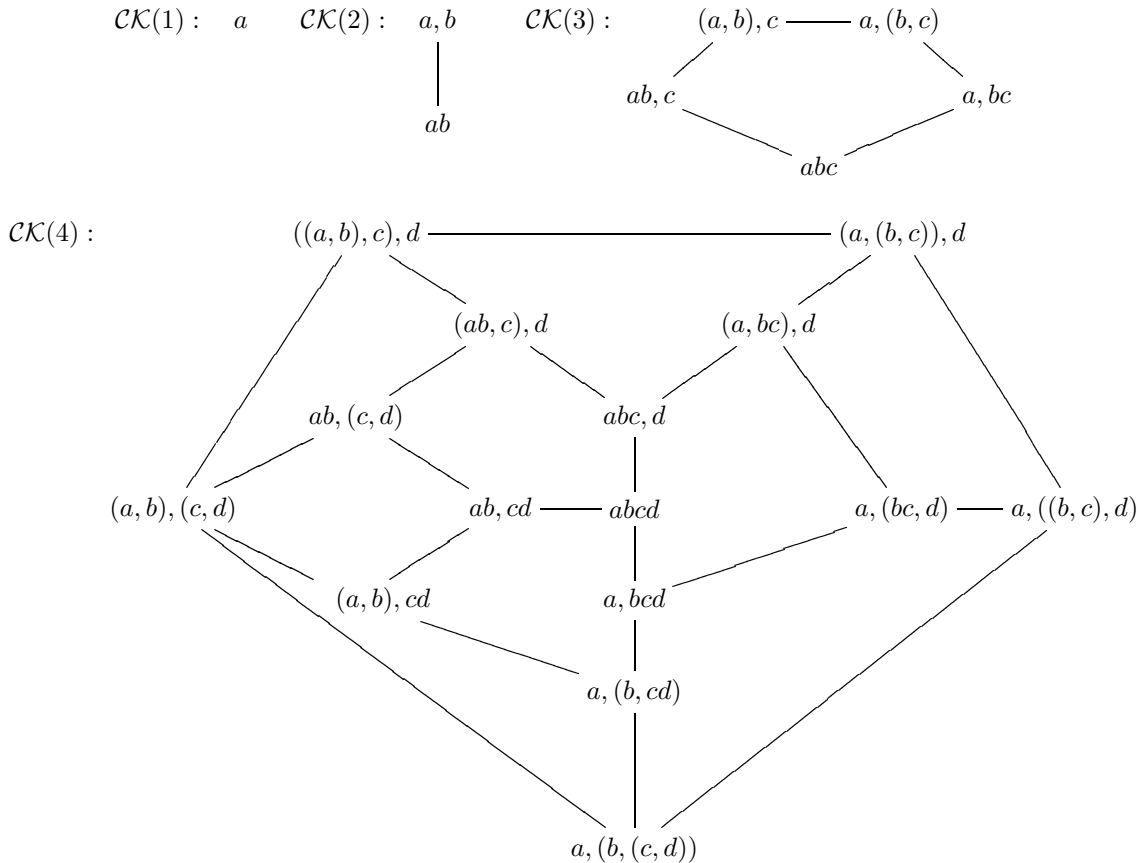 𝒞𝒦(1) : a 𝒞𝒦(2) : a, b 𝒞𝒦(3) : (a, b), c a, (b, c)
ab, c a, bc
ab
abc
𝒞𝒦(4) : ((a, b), c), d (a, (b, c)), d
(ab, c), d (a, bc), d
ab, (c, d) abc, d
(a, b), (c, d) ab, cd abcd a, (bc, d) a, ((b, c), d)
(a, b), cd a, bcd
a, (b, cd)
a, (b, (c, d))